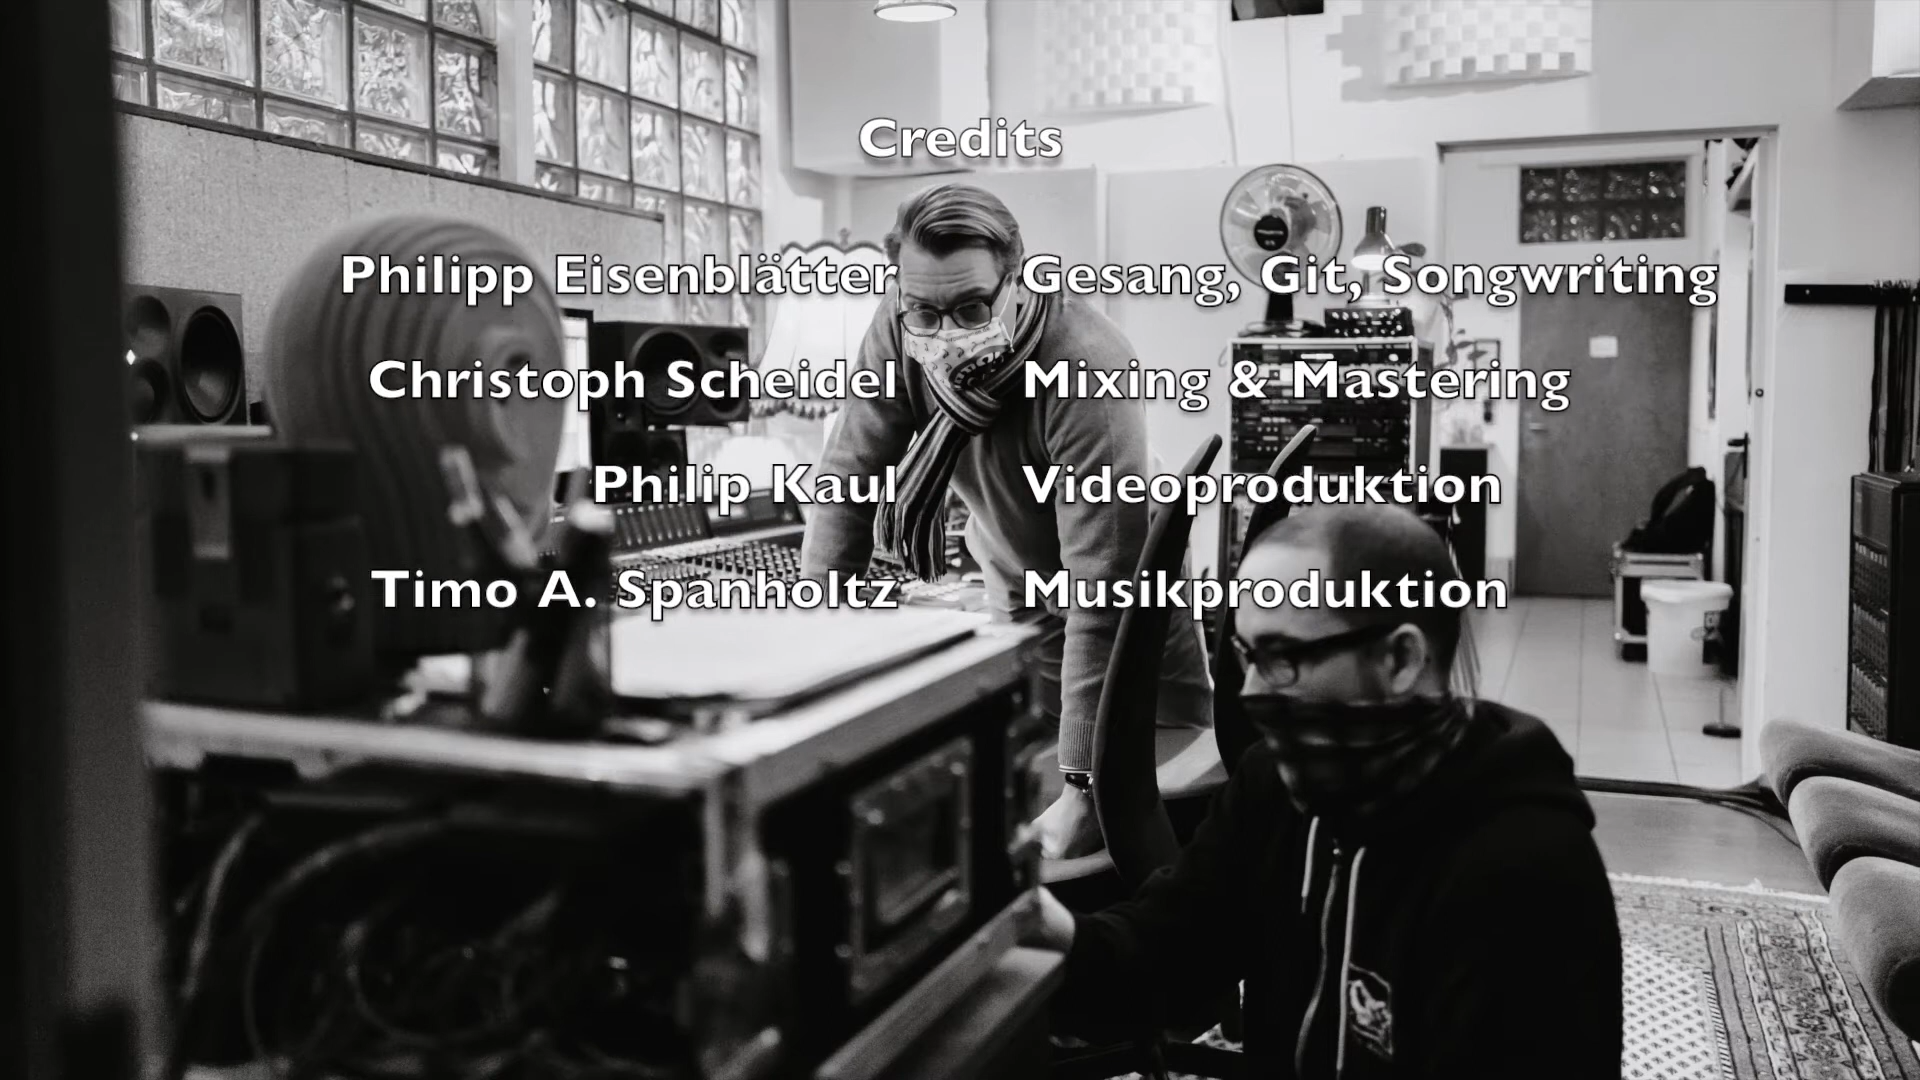 Credits
Philipp Eisenblätter Gesang, Git, Songwriting
Christoph Scheidel Mixing & Mastering
Philip Kaul Videoproduktion
Timo A. Spanholtz Musikproduktion